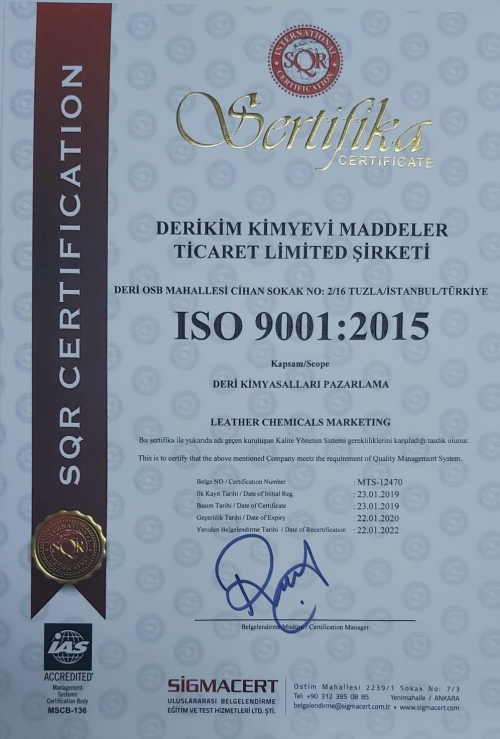 INTERNATIONAL
SQR
CERTIFICATION
Sertifika
CERTIFICATE
SQR CERTIFICATION
DERİKİM KİMYEVİ MADDELER
TİCARET LİMİTED ŞİRKETİ
DERİ OSB MAHALLESİ CİHAN SOKAK NO: 2/16 TUZLA/İSTANBUL/TÜRKİYE
ISO 9001:2015
Kapsam/Scope
DERİ KİMYASALLARI PAZARLAMA
LEATHER CHEMICALS MARKETING
Bu sertifika ile yukarıda adı geçen kuruluşun Kalite Yönetim Sistemi gerekliliklerini karşıladığı tasdik olunur.
This is to certify that the above mentioned Company meets the requirement of Quality Management System.
Belge NO / Certification Number : MTS-12470
İlk Kayıt Tarihi / Date of Initial Reg. : 23.01.2019
Basım Tarihi / Date of Certificate : 23.01.2019
Geçerlilik Tarihi / Date of Expiry : 22.01.2020
Yeniden Belgelendirme Tarihi / Date of Recertification : 22.01.2022
Belgelendirme Müdürü / Certification Manager
SQR
IAS
ACCREDITED
Management
Systems
Certification Body
MSCB-136
SİGMACERT
ULUSLARARASI BELGELENDİRME
EĞİTİM VE TEST HİZMETLERİ LTD. ŞTİ.
Ostim Mahallesi 2239/1 Sokak No: 7/3
Tel: +90 312 385 08 85 Yenimahalle / ANKARA
belgelendirme@sigmacert.com.tr • www.sigmacert.com